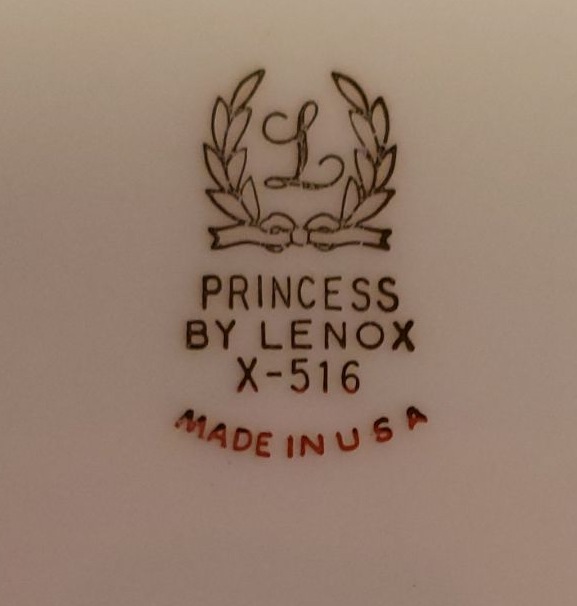 L
PRINCESS
BY LENOX
X-516
MADE IN USA